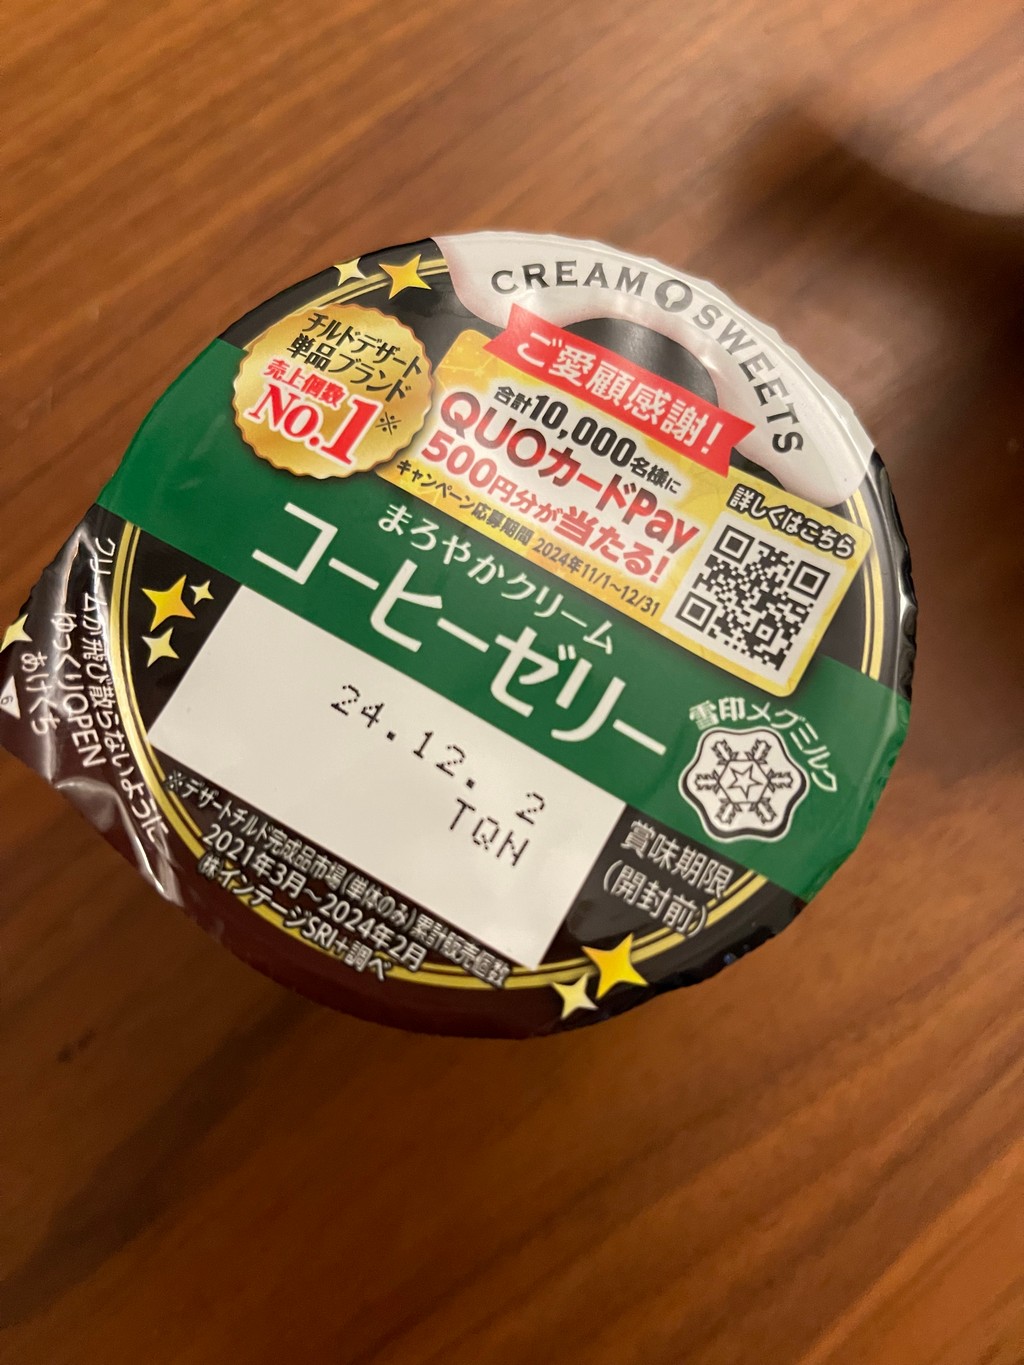 CREAM SWEETS
チルドデザート
単品ブランド
売上個数
No.1※
ご愛顧感謝!
合計10,000名様に
QUOカードPay
500円分が当たる!
キャンペーン応募期間 2024年11/1~12/31
詳しくはこちら
まろやかクリーム
コーヒーゼリー
雪印メグミルク
24.12. 2
TQN
賞味期限
(開封前)
クリームが飛び散らないように
ゆっくりOPEN
あけくち
6
※デザートチルド完成品市場(単体のみ)累計販売個数
2021年3月~2024年2月
㈱インテージSRI+調べ